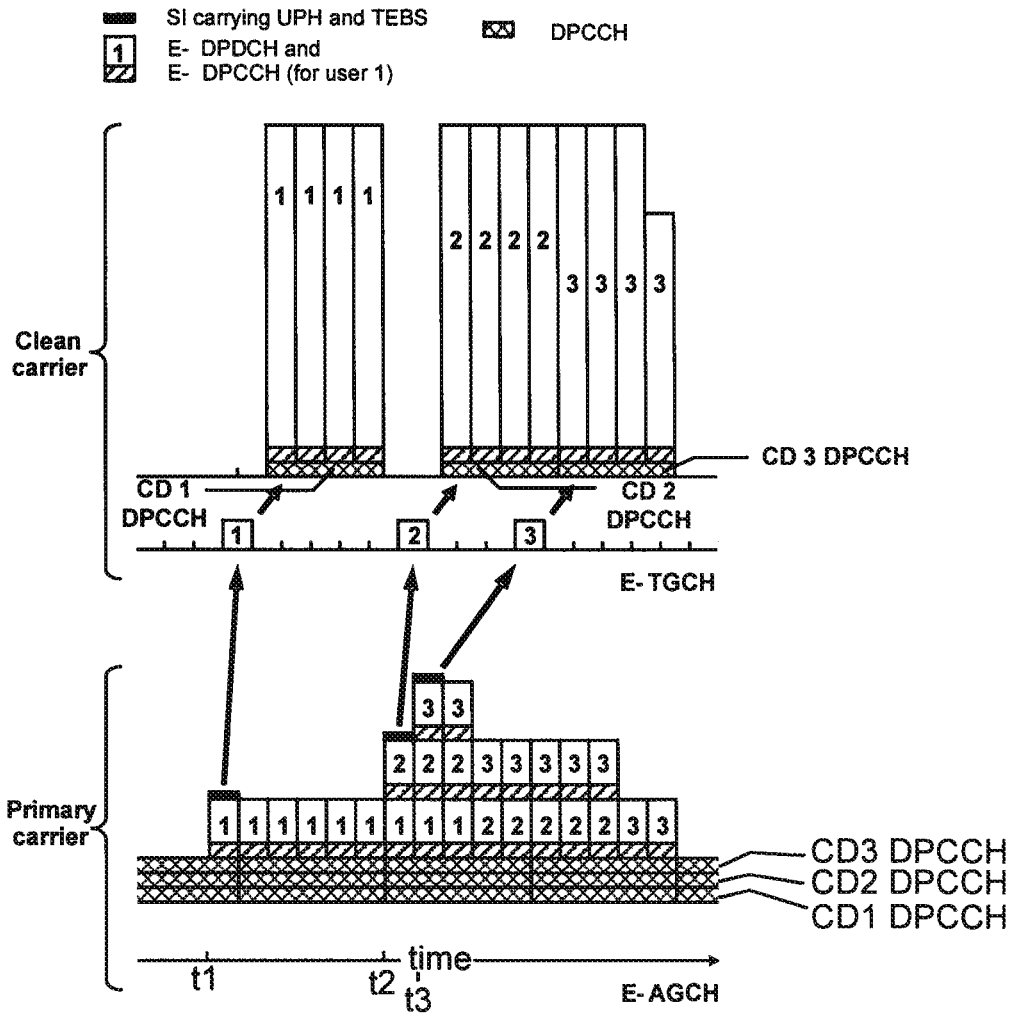 SI carrying UPH and TEBS
DPCCH
1 E- DPDCH and
E- DPCCH (for user 1)
1 1 1 1
2 2 2 2
3 3 3 3
Clean
carrier
CD 3 DPCCH
CD 1
DPCCH
CD 2
DPCCH
1 2 3
E- TGCH
3 3
2 2 2 3 3 3 3 3
1 1 1 1 1 1 1 1 1 2 2 2 2 2 3 3
Primary
carrier
CD3 DPCCH
CD2 DPCCH
CD1 DPCCH
time
t1 t2 t3
E- AGCH